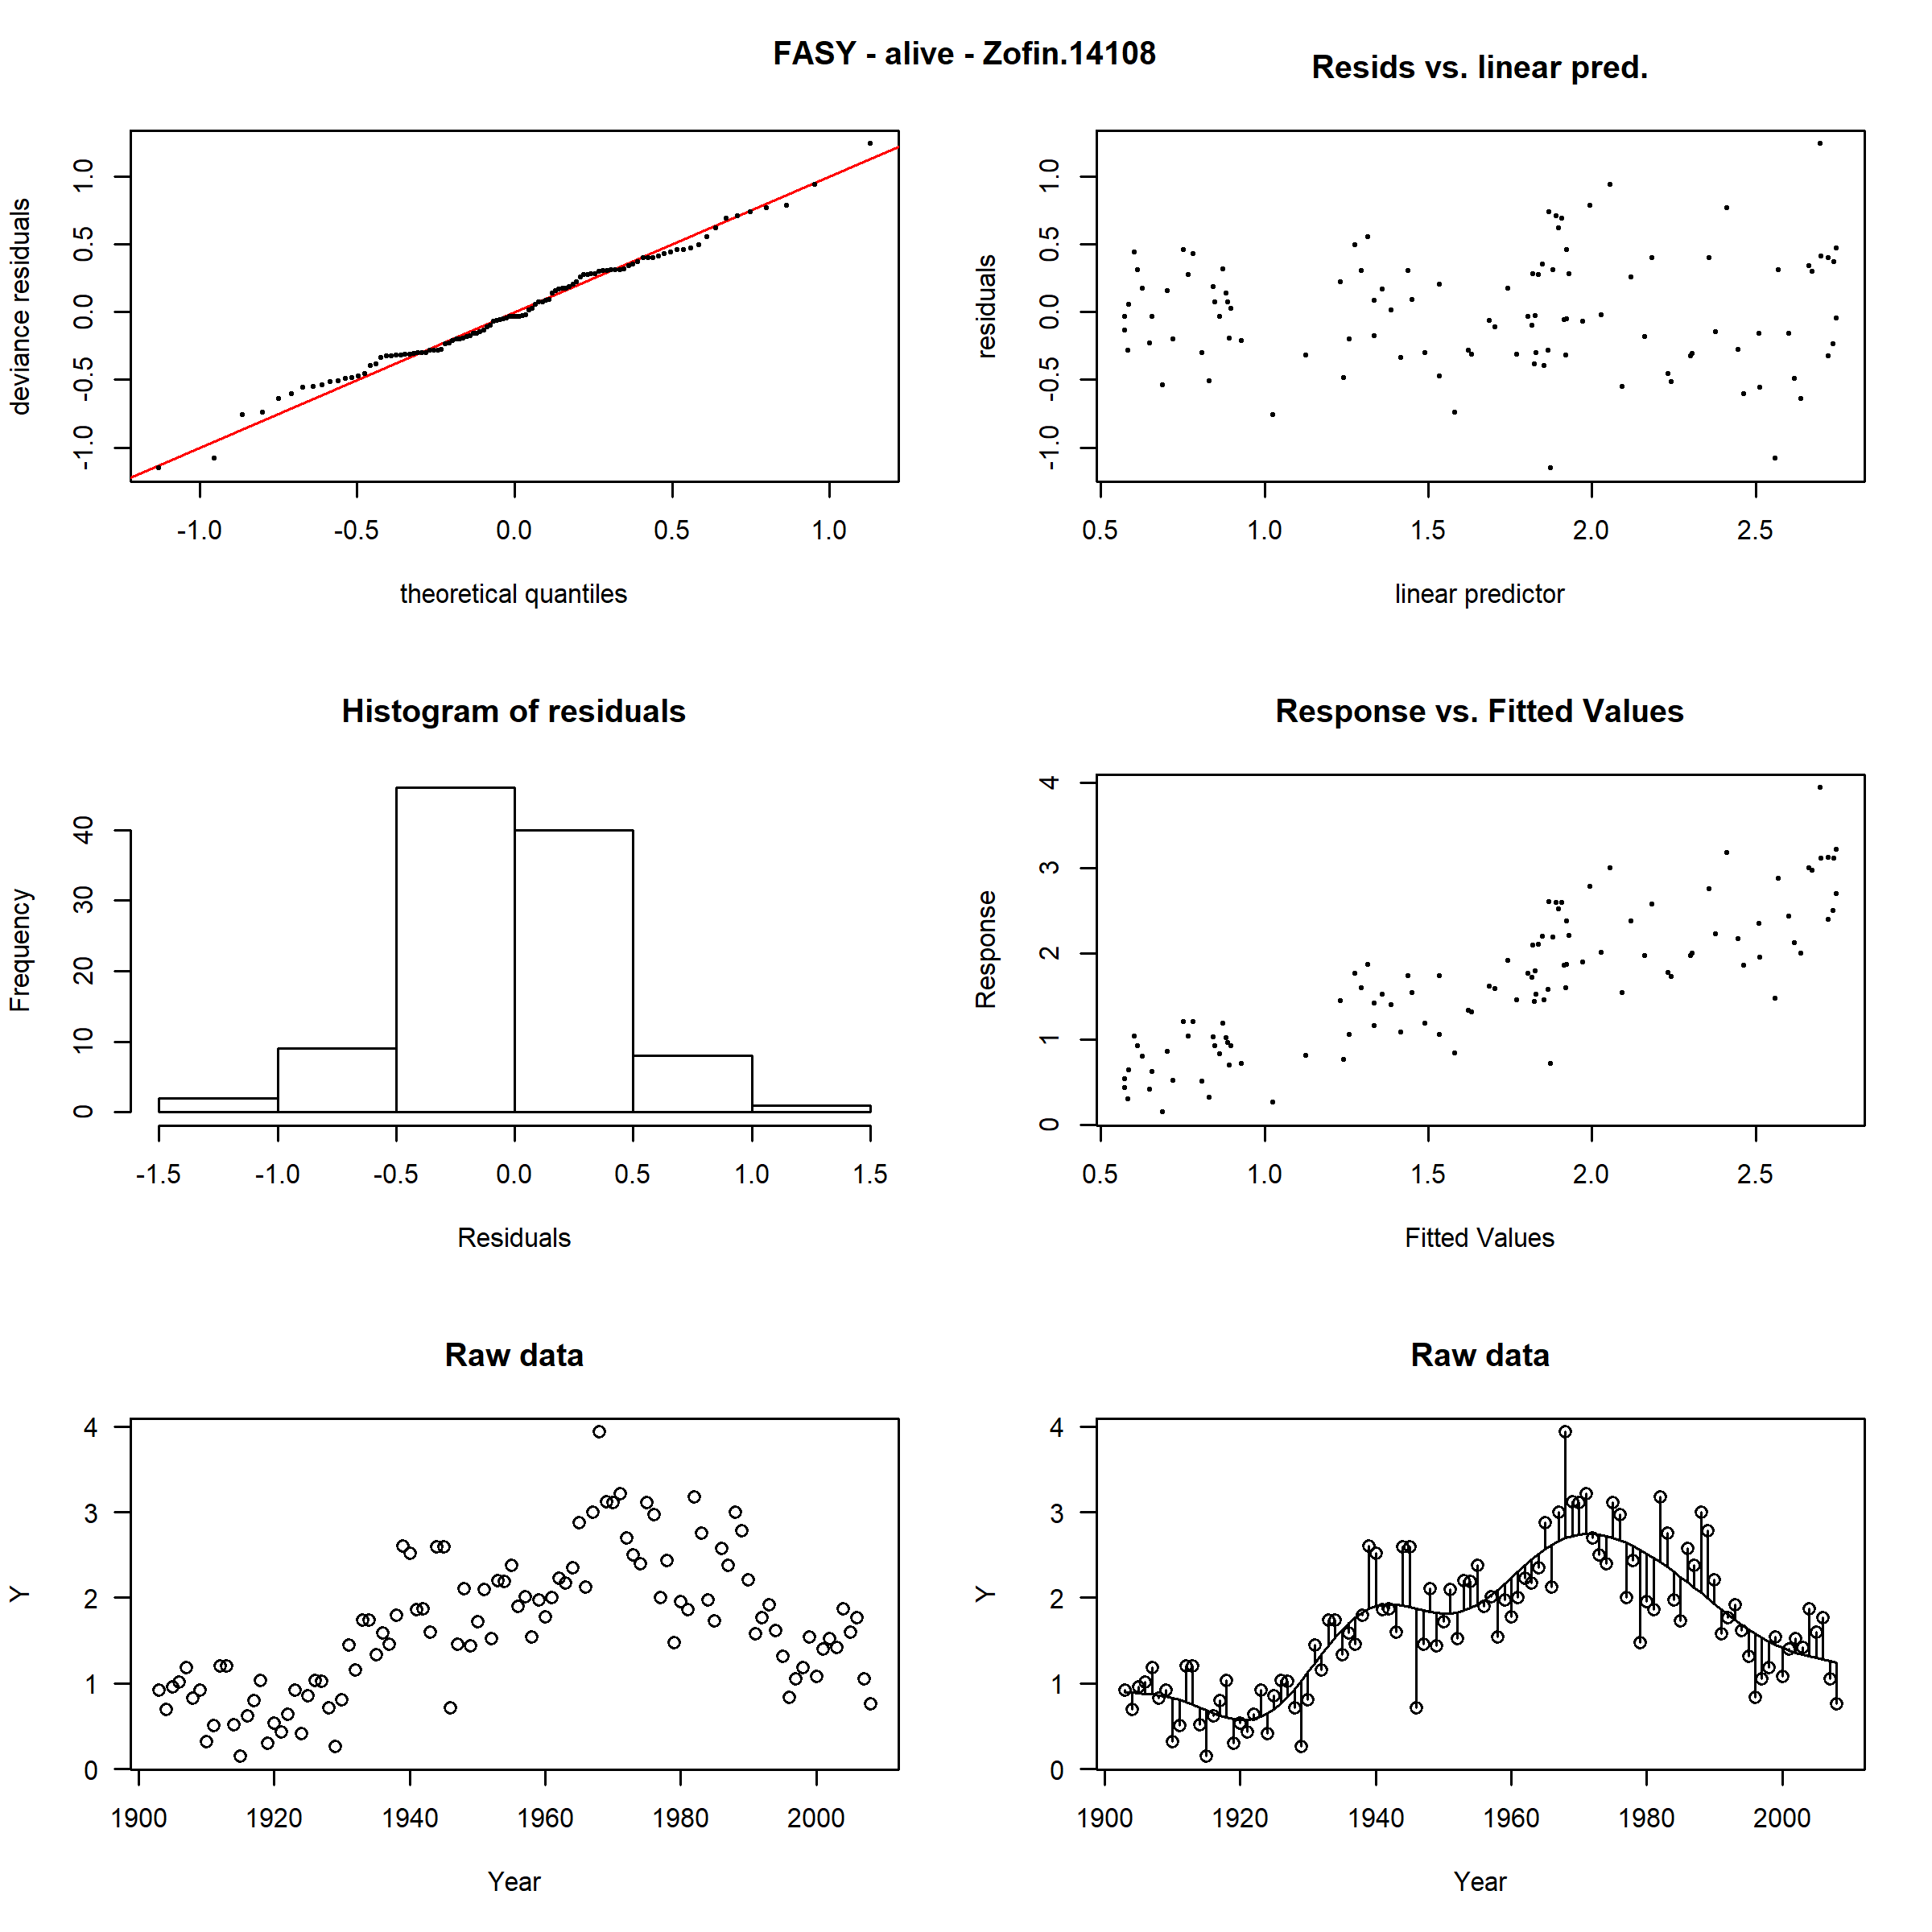 FASY - alive - Zofin.14108
Resids vs. linear pred.
deviance residuals
-1.0 -0.5 0.0 0.5 1.0
-1.0 -0.5 0.0 0.5 1.0
theoretical quantiles
residuals
-1.0 -0.5 0.0 0.5 1.0
0.5 1.0 1.5 2.0 2.5
linear predictor
Histogram of residuals
Frequency
0 10 20 30 40
-1.5 -1.0 -0.5 0.0 0.5 1.0 1.5
Residuals
Response vs. Fitted Values
Response
0 1 2 3 4
0.5 1.0 1.5 2.0 2.5
Fitted Values
Raw data
Y
0 1 2 3 4
1900 1920 1940 1960 1980 2000
Year
Raw data
Y
0 1 2 3 4
1900 1920 1940 1960 1980 2000
Year